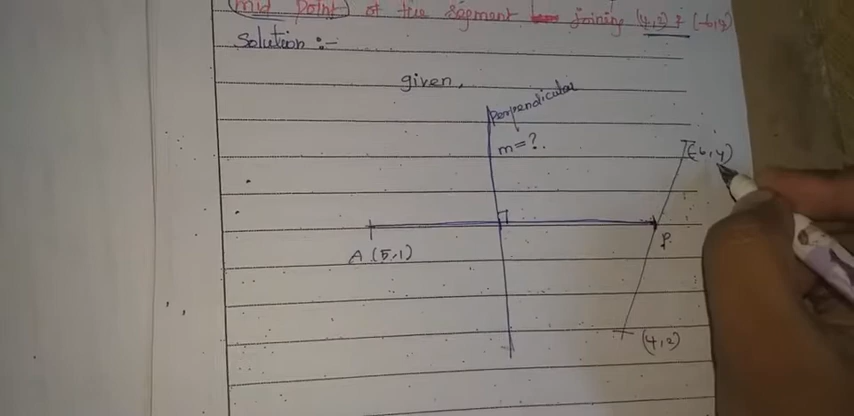 (mid point) of the segment joining (4,2) & (-6,4)
Solution :-
given,
Perpendicular
m=?.
(-6,4)
A (5,1)
P.
(4,2)